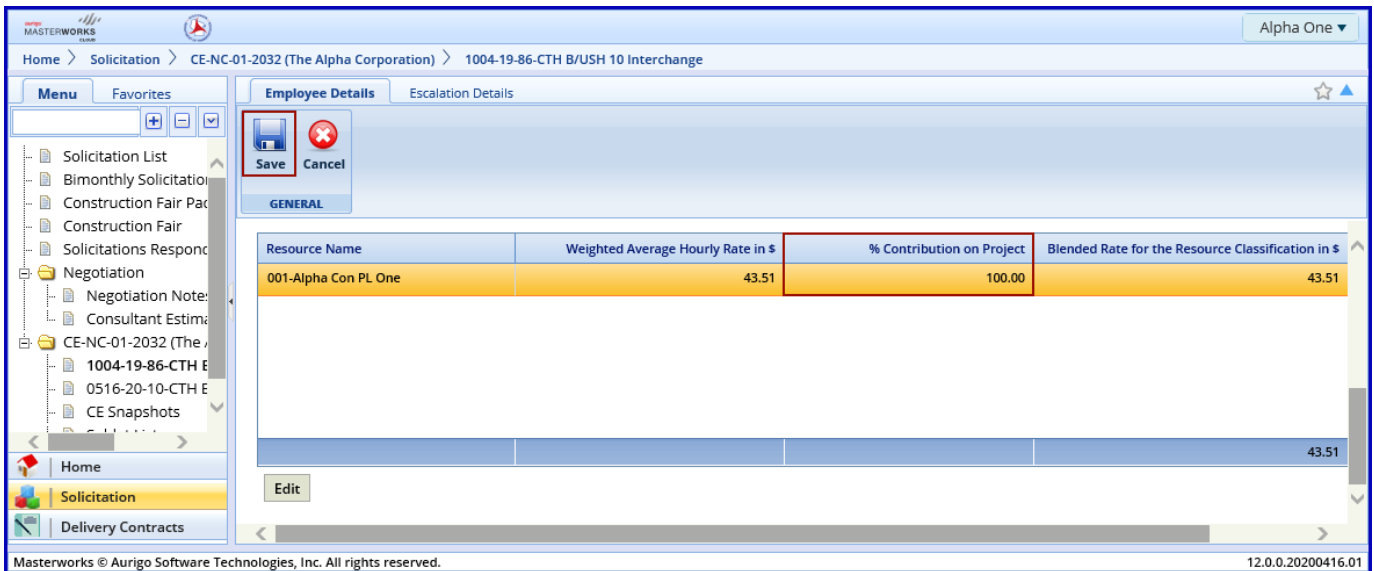 aurigo
MASTERWORKS
CLOUD
Alpha One ▼
Home > Solicitation > CE-NC-01-2032 (The Alpha Corporation) > 1004-19-86-CTH B/USH 10 Interchange
Menu Favorites
Employee Details Escalation Details
Solicitation List
Bimonthly Solicitation
Construction Fair Pac
Construction Fair
Solicitations Respond
Negotiation
Negotiation Notes
Consultant Estima
CE-NC-01-2032 (The
1004-19-86-CTH B
0516-20-10-CTH B
CE Snapshots
Home
Solicitation
Delivery Contracts
Save Cancel
GENERAL
Resource Name Weighted Average Hourly Rate in $ % Contribution on Project Blended Rate for the Resource Classification in $
001-Alpha Con PL One 43.51 100.00 43.51
43.51
Edit
Masterworks © Aurigo Software Technologies, Inc. All rights reserved. 12.0.0.20200416.01